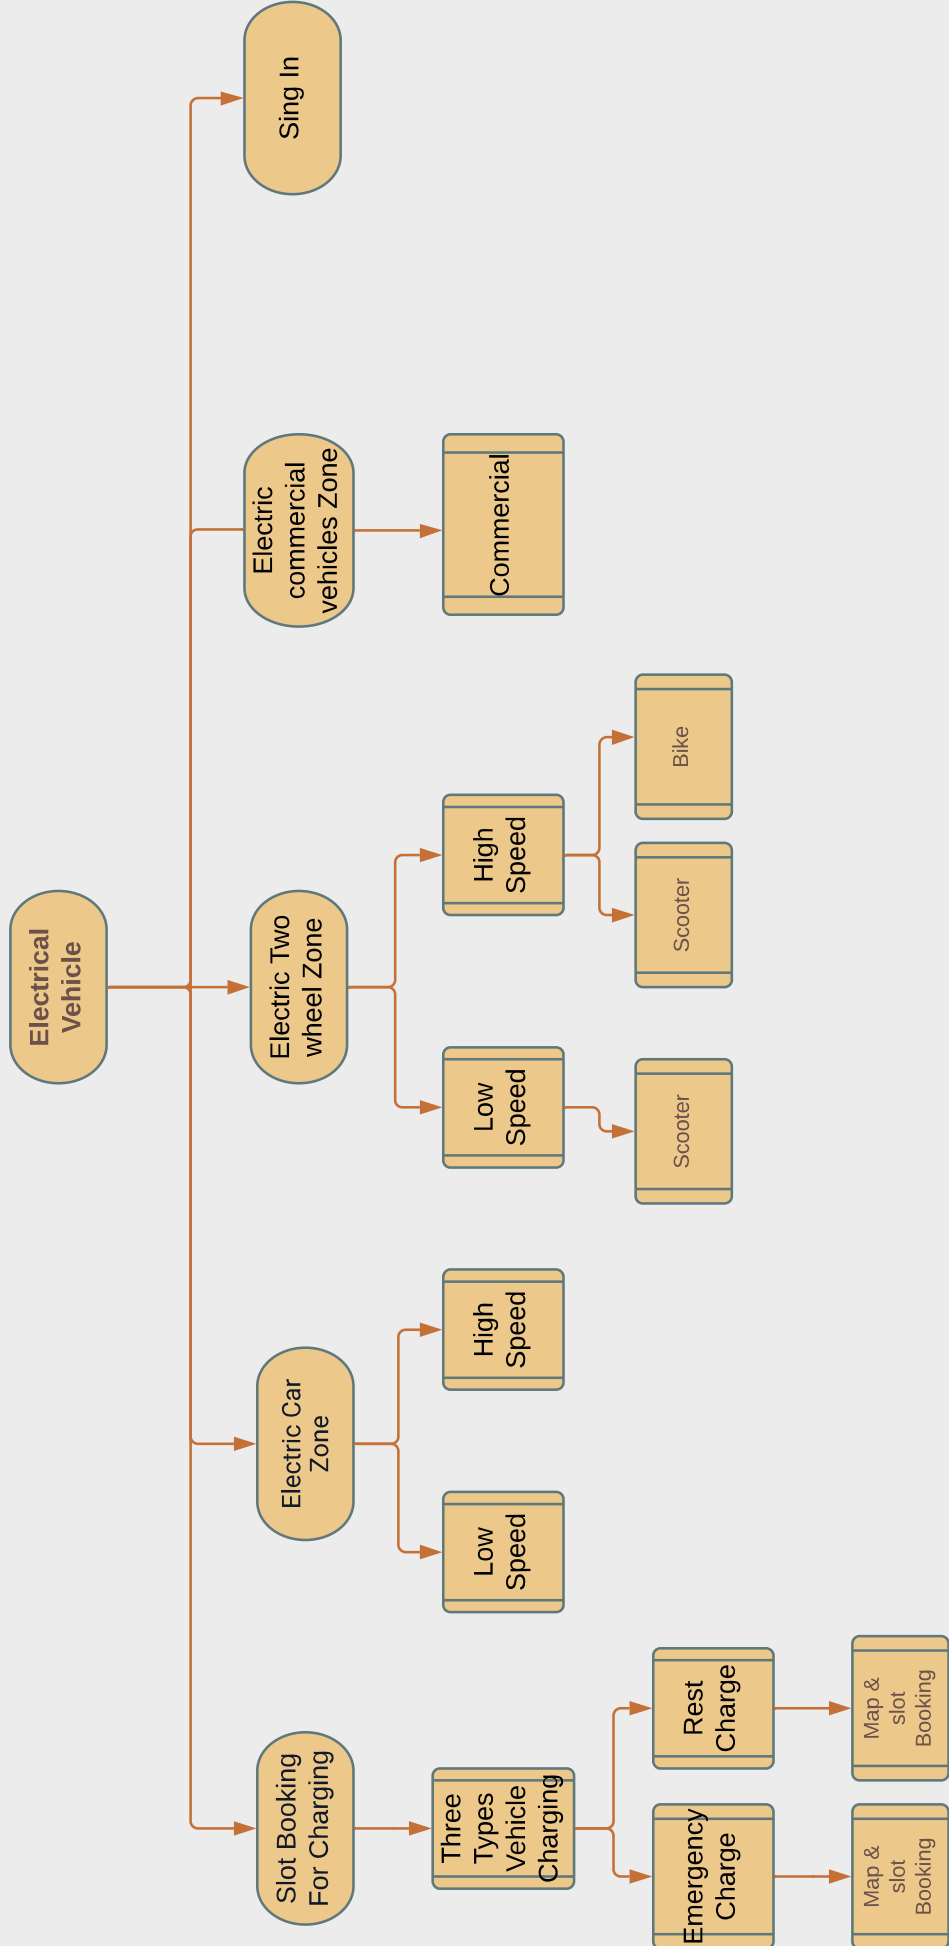 Electrical
Vehicle
Slot Booking
For Charging
Electric Car
Zone
Electric Two
wheel Zone
Electric
commercial
vehicles Zone
Sing In
Three
Types
Vehicle
Charging
Low
Speed
High
Speed
Low
Speed
High
Speed
Commercial
Emergency
Charge
Rest
Charge
Scooter
Scooter
Bike
Map &
slot
Booking
Map &
slot
Booking